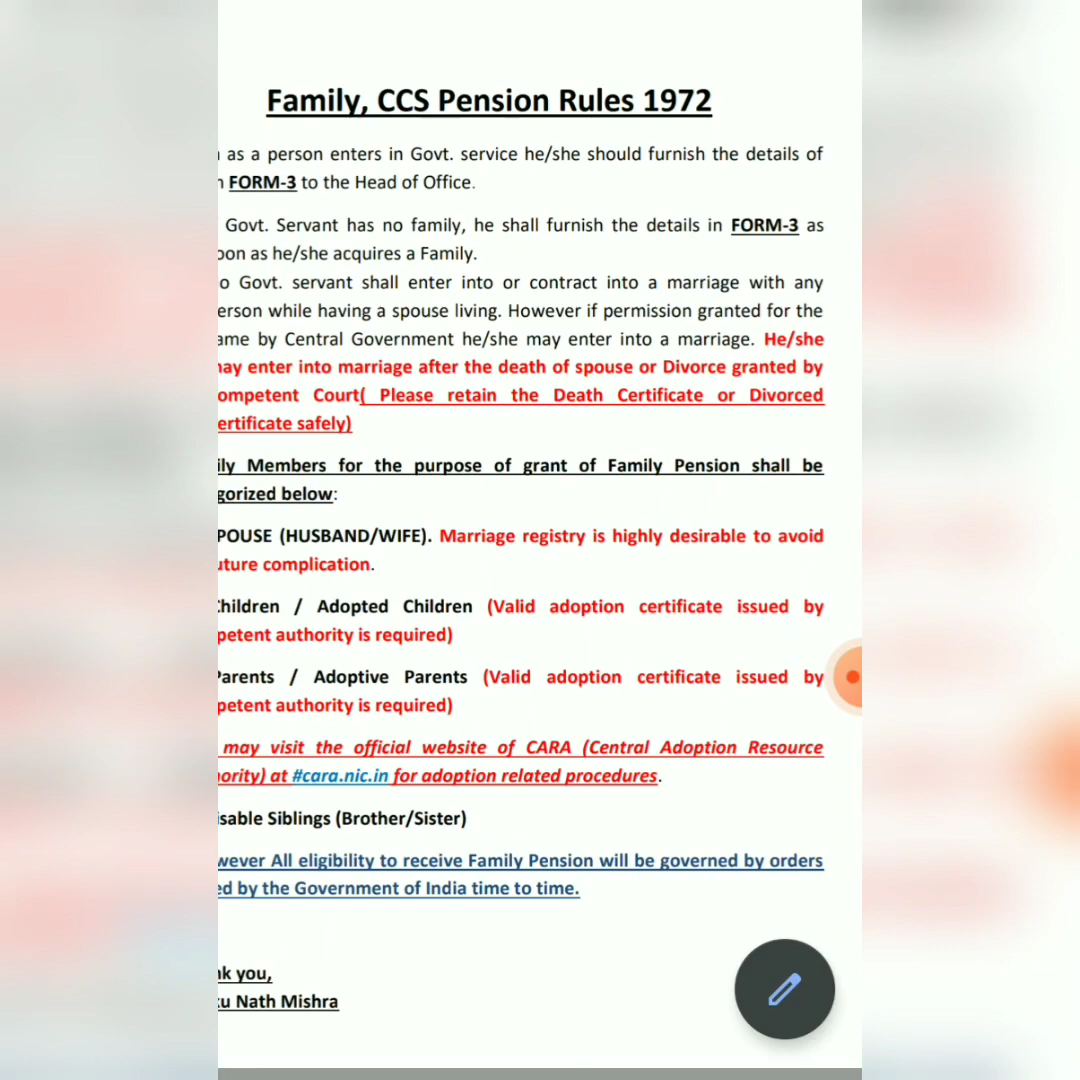 Family, CCS Pension Rules 1972
as a person enters in Govt. service he/she should furnish the details of
FORM-3 to the Head of Office.
Govt. Servant has no family, he shall furnish the details in FORM-3 as
oon as he/she acquires a Family.
o Govt. servant shall enter into or contract into a marriage with any
erson while having a spouse living. However if permission granted for the
ame by Central Government he/she may enter into a marriage. He/she
nay enter into marriage after the death of spouse or Divorce granted by
ompetent Court( Please retain the Death Certificate or Divorced
ertificate safely)
ily Members for the purpose of grant of Family Pension shall be
gorized below:
POUSE (HUSBAND/WIFE). Marriage registry is highly desirable to avoid
uture complication.
Children / Adopted Children (Valid adoption certificate issued by
petent authority is required)
Parents / Adoptive Parents (Valid adoption certificate issued by
petent authority is required)
may visit the official website of CARA (Central Adoption Resource
ority) at #cara.nic.in for adoption related procedures.
isable Siblings (Brother/Sister)
wever All eligibility to receive Family Pension will be governed by orders
ed by the Government of India time to time.
nk you,
u Nath Mishra